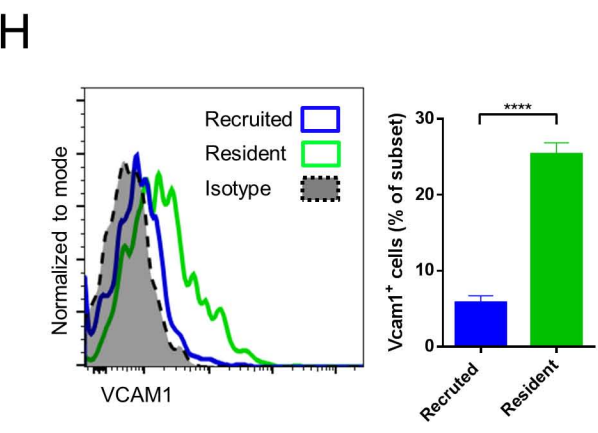 H
Recruited
Resident
Isotype
Normalized to mode
VCAM1
****
Vcam1+ cells (% of subset)
30
20
10
0
Recruted
Resident